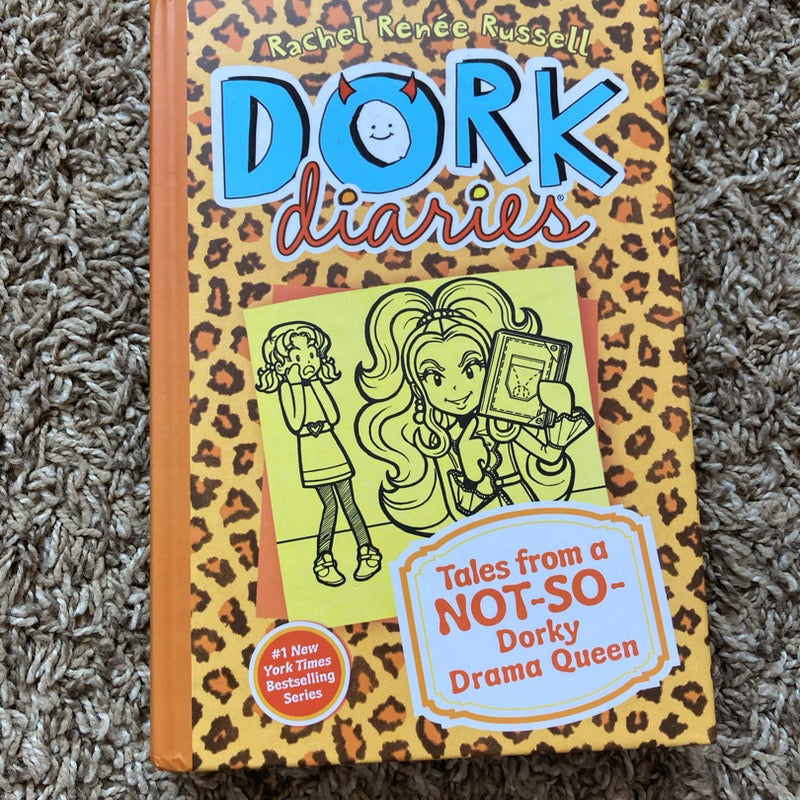 Rachel Renée Russell
DORK
diaries®
Tales from a
NOT-SO-
Dorky
Drama Queen
#1 New
York Times
Bestselling
Series